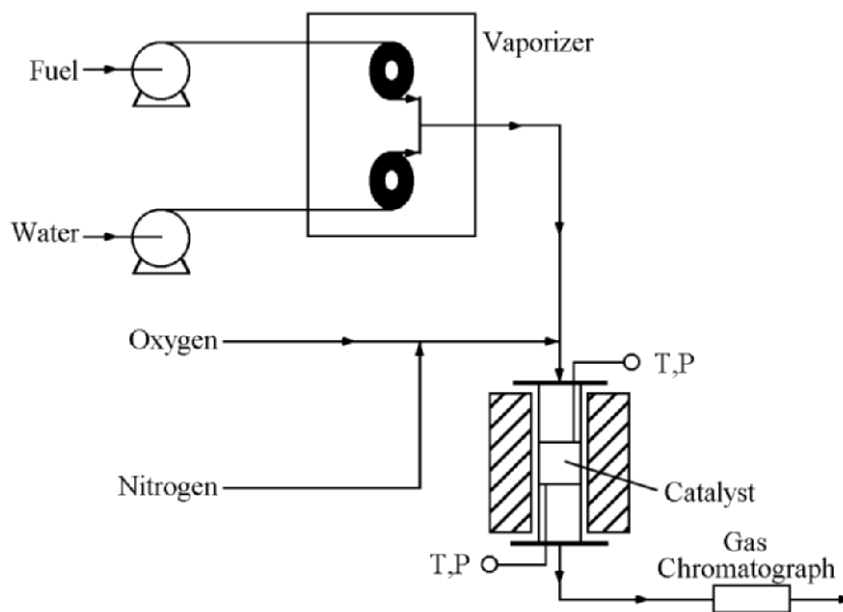 Vaporizer
Fuel
Water
Oxygen
T,P
Nitrogen
Catalyst
Gas
Chromatograph
T,P